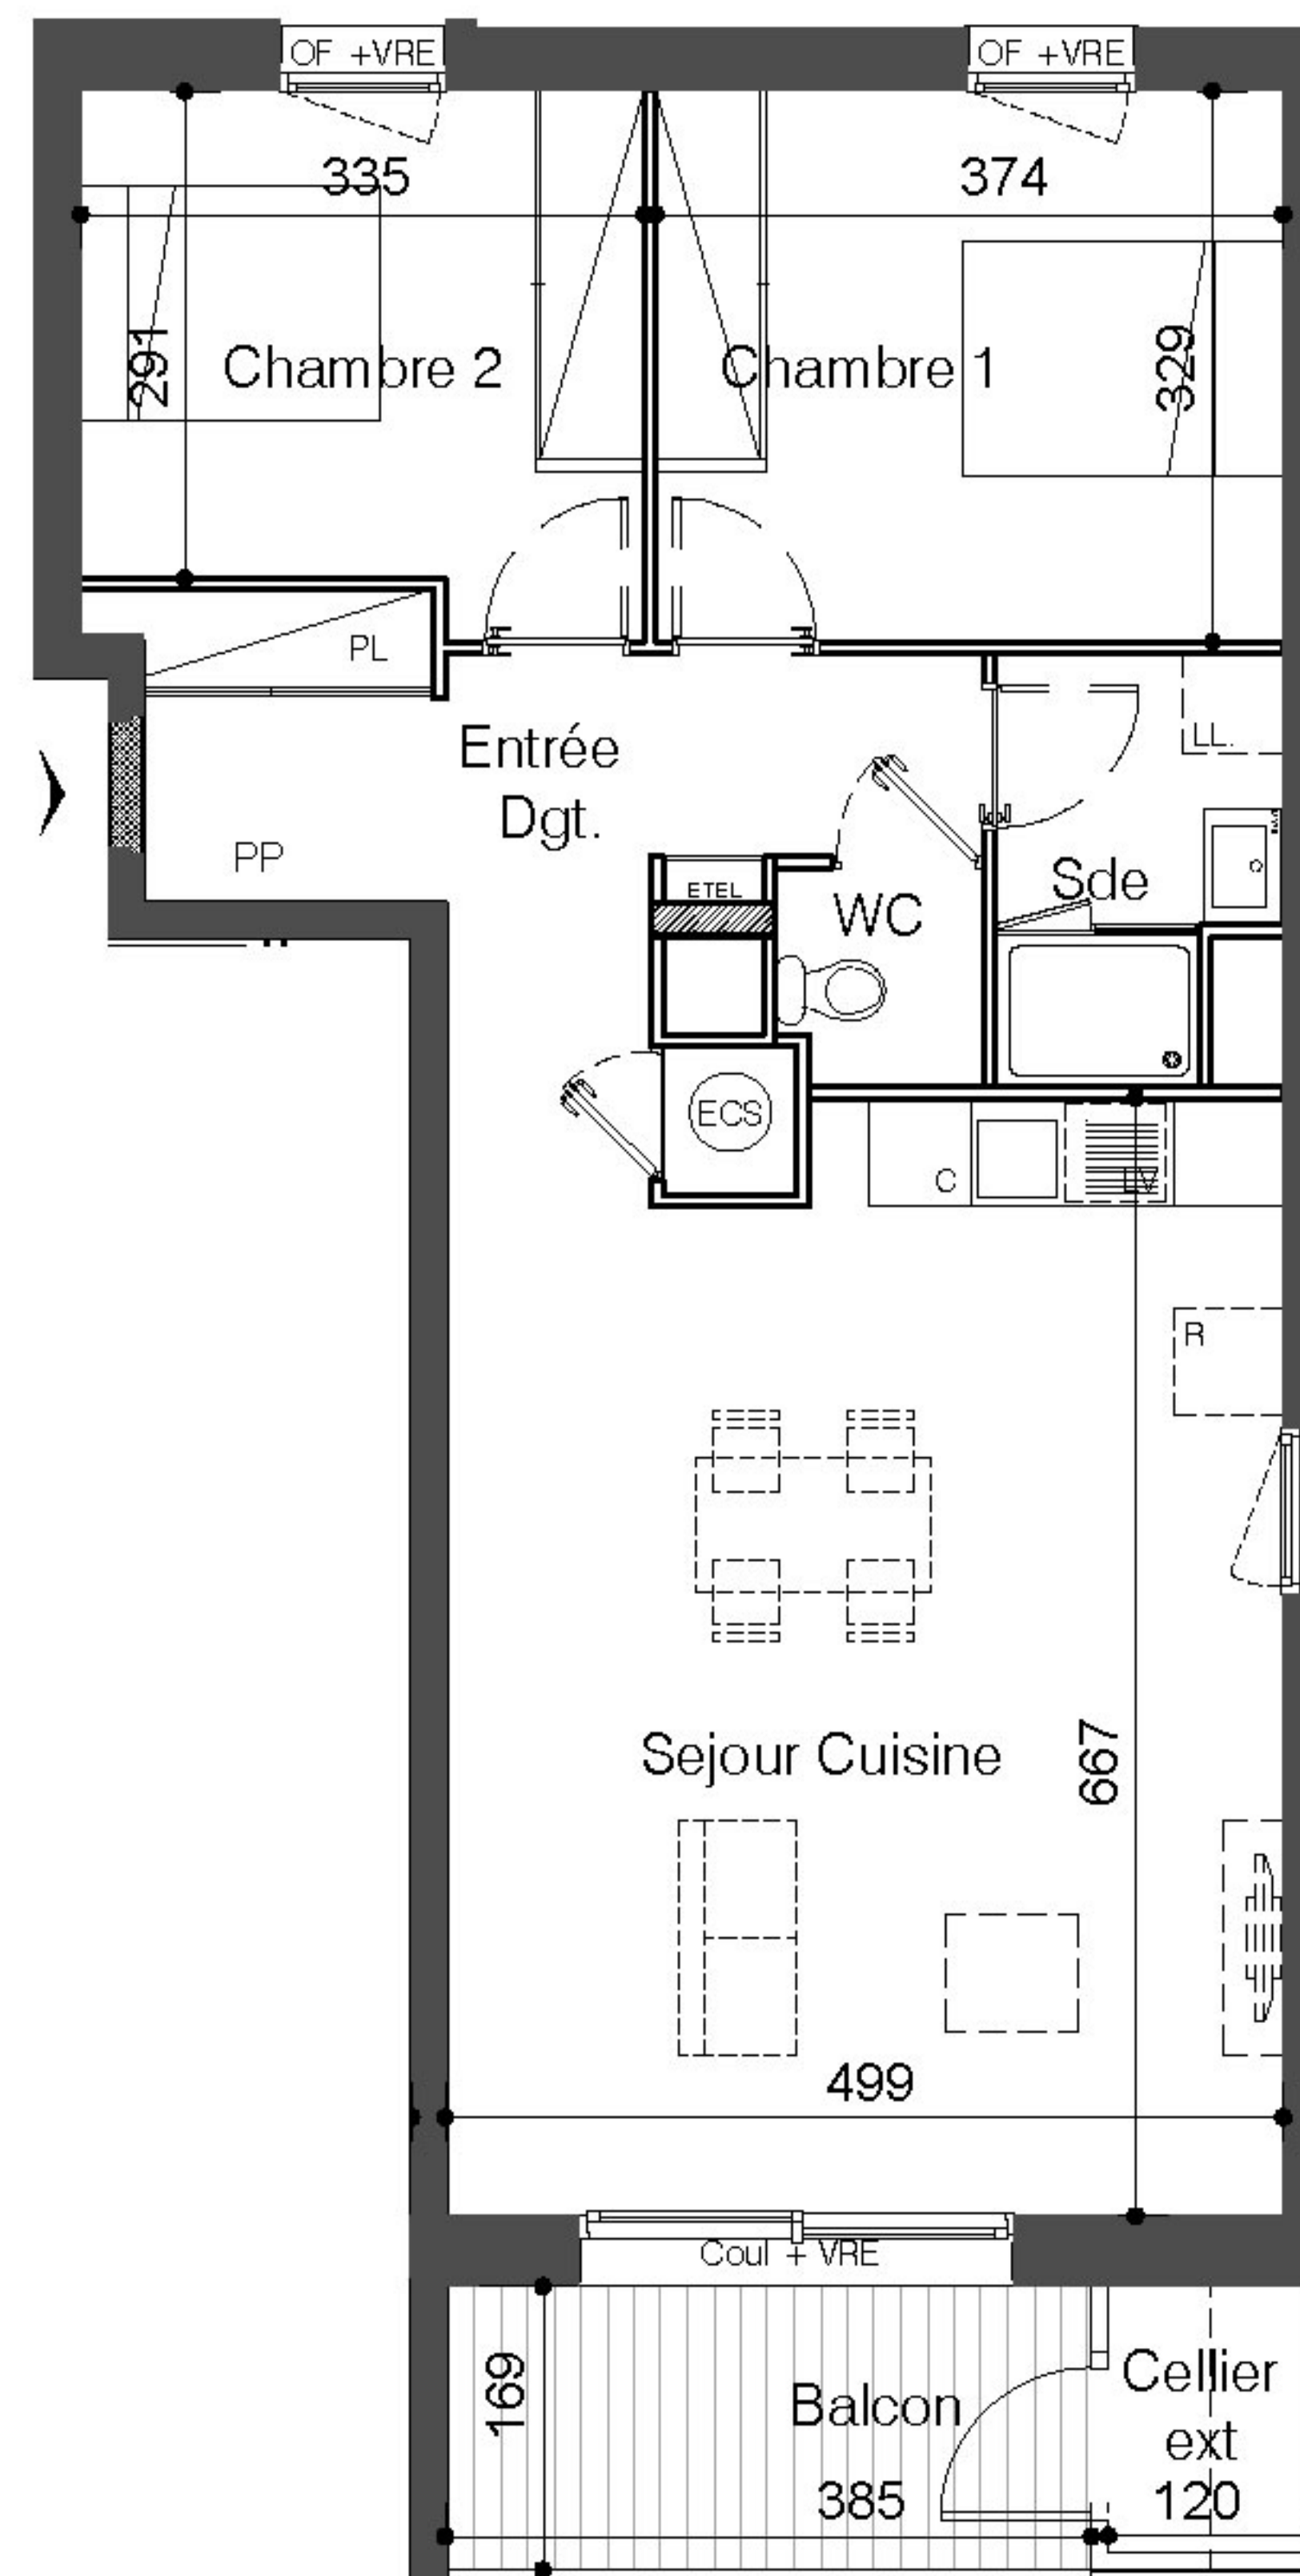 OF +VRE
OF +VRE
335
374
291
Chambre 2
Chambre 1
329
PL
LL.
Entrée
Dgt.
PP
ETEL
Sde
WC
ECS
C
LV
R
Sejour Cuisine
667
499
Coul + VRE
169
Balcon
Cellier
ext
385
120